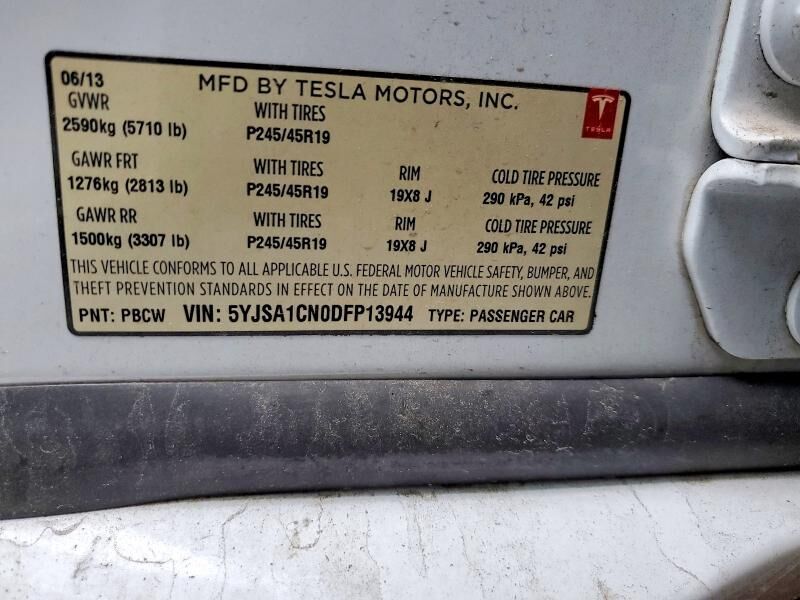 06/13 MFD BY TESLA MOTORS, INC.
TESLA
GVWR WITH TIRES
2590kg (5710 lb) P245/45R19
GAWR FRT WITH TIRES RIM COLD TIRE PRESSURE
1276kg (2813 lb) P245/45R19 19X8 J 290 kPa, 42 psi
GAWR RR WITH TIRES RIM COLD TIRE PRESSURE
1500kg (3307 lb) P245/45R19 19X8 J 290 kPa, 42 psi
THIS VEHICLE CONFORMS TO ALL APPLICABLE U.S. FEDERAL MOTOR VEHICLE SAFETY, BUMPER, AND
THEFT PREVENTION STANDARDS IN EFFECT ON THE DATE OF MANUFACTURE SHOWN ABOVE.
PNT: PBCW VIN: 5YJSA1CN0DFP13944 TYPE: PASSENGER CAR